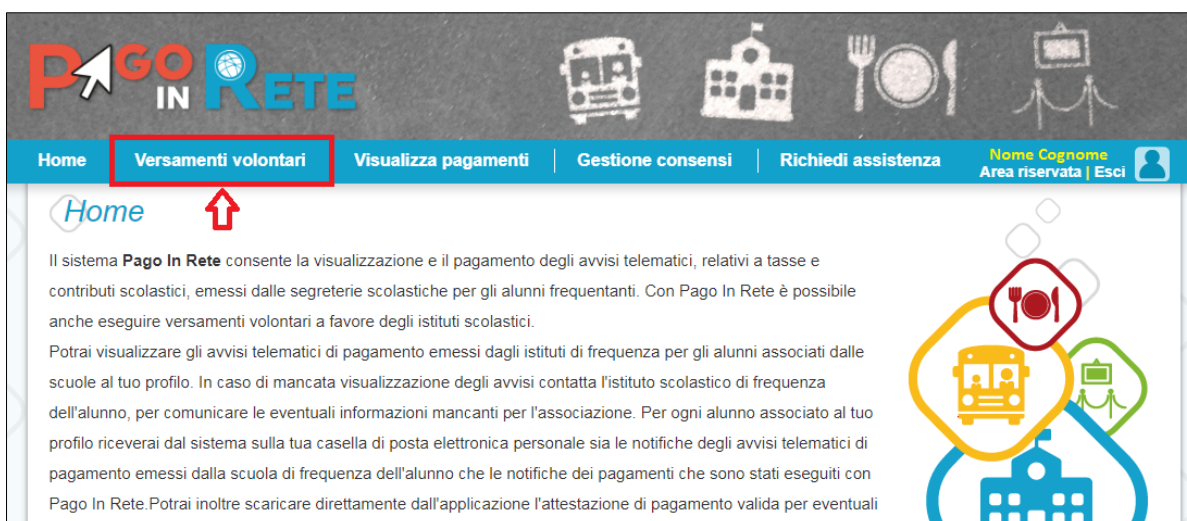 PAGO IN RETE
Home Versamenti volontari Visualizza pagamenti Gestione consensi Richiedi assistenza Nome Cognome
Area riservata | Esci
Home
Il sistema Pago In Rete consente la visualizzazione e il pagamento degli avvisi telematici, relativi a tasse e
contributi scolastici, emessi dalle segreterie scolastiche per gli alunni frequentanti. Con Pago In Rete è possibile
anche eseguire versamenti volontari a favore degli istituti scolastici.
Potrai visualizzare gli avvisi telematici di pagamento emessi dagli istituti di frequenza per gli alunni associati dalle
scuole al tuo profilo. In caso di mancata visualizzazione degli avvisi contatta l'istituto scolastico di frequenza
dell'alunno, per comunicare le eventuali informazioni mancanti per l'associazione. Per ogni alunno associato al tuo
profilo riceverai dal sistema sulla tua casella di posta elettronica personale sia le notifiche degli avvisi telematici di
pagamento emessi dalla scuola di frequenza dell'alunno che le notifiche dei pagamenti che sono stati eseguiti con
Pago In Rete.Potrai inoltre scaricare direttamente dall'applicazione l'attestazione di pagamento valida per eventuali